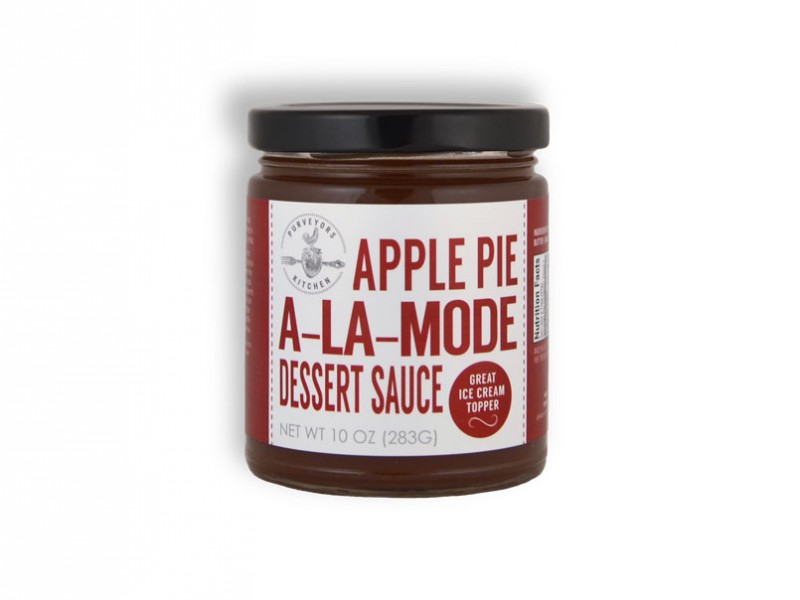 PURVEYORS
KITCHEN
APPLE PIE
A–LA–MODE
DESSERT SAUCE
GREAT
ICE CREAM
TOPPER
NET WT 10 OZ (283G)
Nutrition Facts